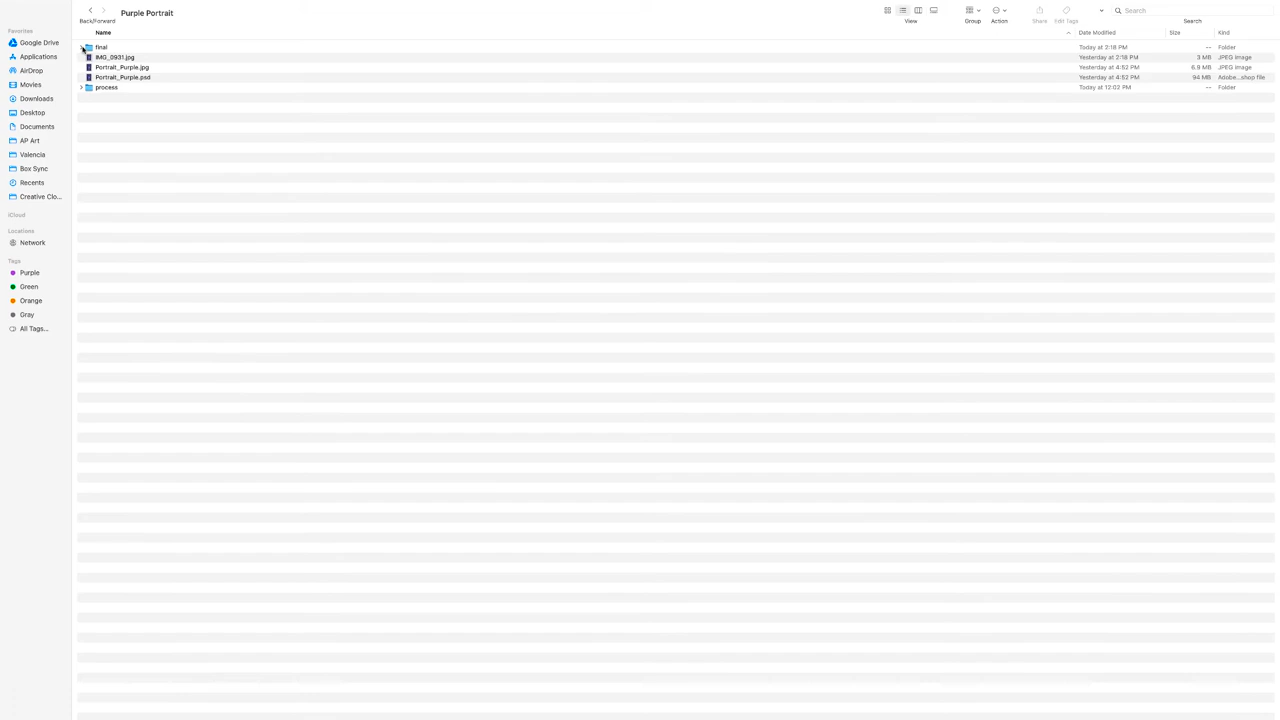 Purple Portrait
Back/Forward
View
Group
Action
Share
Edit Tags
Search
Search
Name
Date Modified
Size
Kind
final
Today at 2:18 PM
--
Folder
IMG_0931.jpg
Yesterday at 2:18 PM
3 MB
JPEG image
Portrait_Purple.jpg
Yesterday at 4:52 PM
6.9 MB
JPEG image
Portrait_Purple.psd
Yesterday at 4:52 PM
94 MB
Adobe...shop file
process
Today at 12:02 PM
--
Folder
Favorites
Google Drive
Applications
AirDrop
Movies
Downloads
Desktop
Documents
AP Art
Valencia
Box Sync
Recents
Creative Clo...
iCloud
Locations
Network
Tags
Purple
Green
Orange
Gray
All Tags...